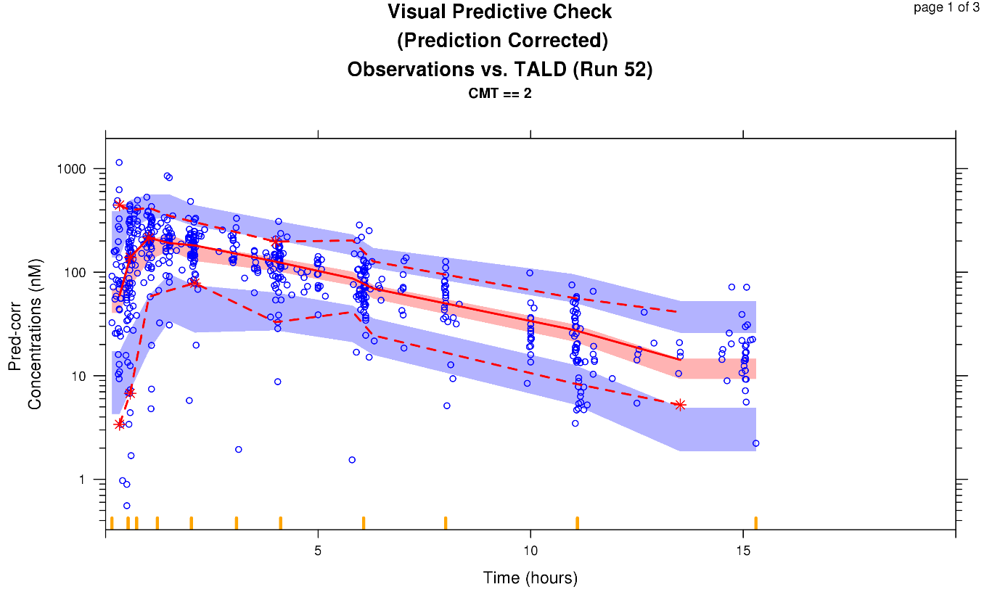 Visual Predictive Check
page 1 of 3
(Prediction Corrected)
Observations vs. TALD (Run 52)
CMT == 2
Pred-corr
Concentrations (nM)
1000
100
10
1
5
10
15
Time (hours)